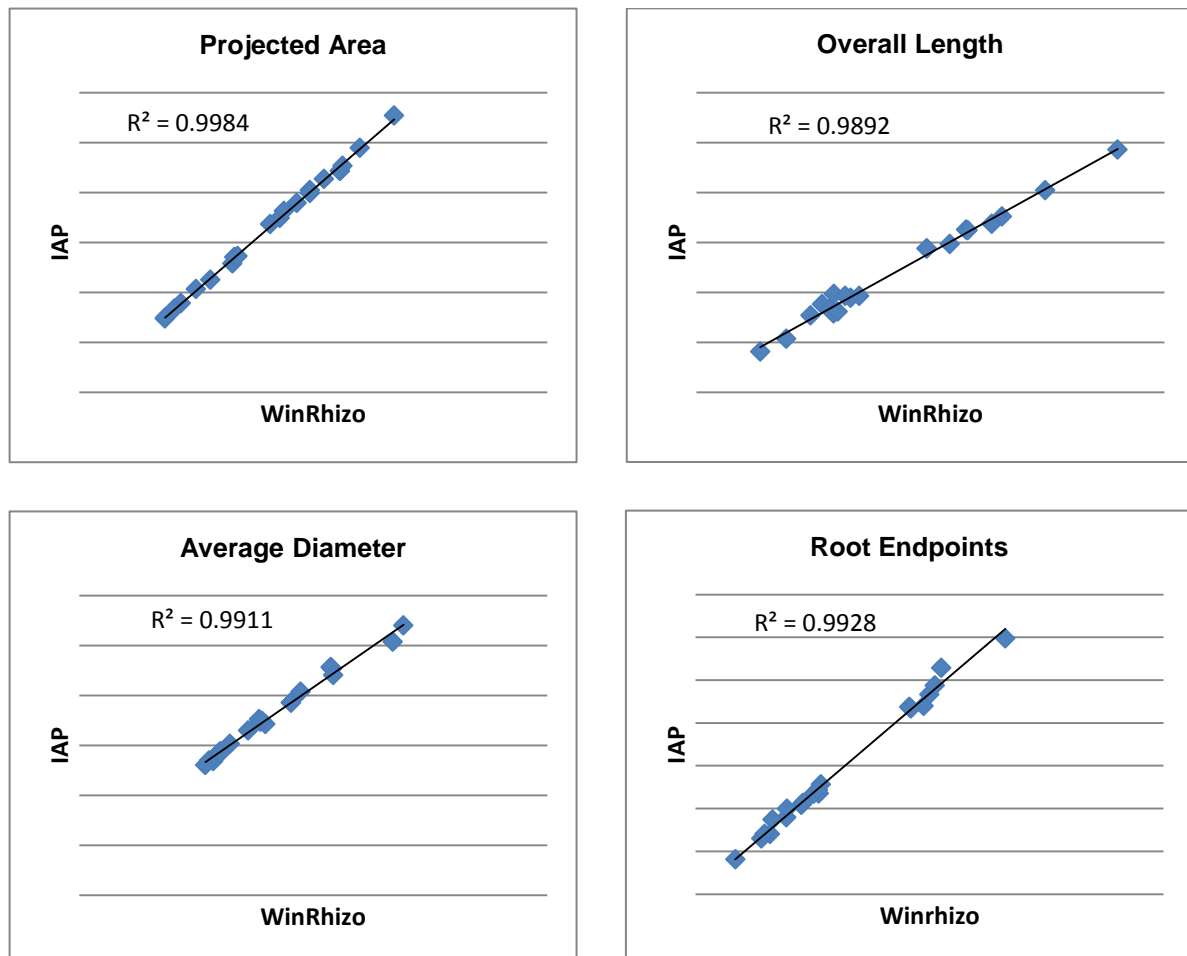 Projected Area
R² = 0.9984
IAP
WinRhizo
Overall Length
R² = 0.9892
IAP
WinRhizo
Average Diameter
R² = 0.9911
IAP
WinRhizo
Root Endpoints
R² = 0.9928
IAP
Winrhizo